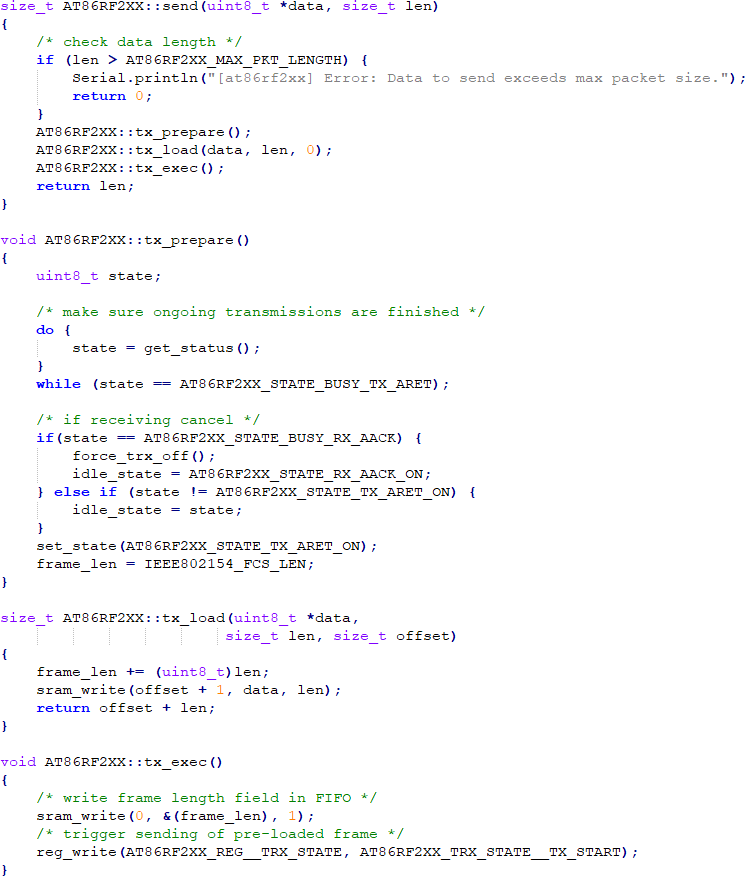 size_t AT86RF2XX::send(uint8_t *data, size_t len)
{
    /* check data length */
    if (len > AT86RF2XX_MAX_PKT_LENGTH) {
        Serial.println("[at86rf2xx] Error: Data to send exceeds max packet size.");
        return 0;
    }
    AT86RF2XX::tx_prepare();
    AT86RF2XX::tx_load(data, len, 0);
    AT86RF2XX::tx_exec();
    return len;
}

void AT86RF2XX::tx_prepare()
{
    uint8_t state;

    /* make sure ongoing transmissions are finished */
    do {
        state = get_status();
    }
    while (state == AT86RF2XX_STATE_BUSY_TX_ARET);

    /* if receiving cancel */
    if(state == AT86RF2XX_STATE_BUSY_RX_AACK) {
        force_trx_off();
        idle_state = AT86RF2XX_STATE_RX_AACK_ON;
    } else if (state != AT86RF2XX_STATE_TX_ARET_ON) {
        idle_state = state;
    }
    set_state(AT86RF2XX_STATE_TX_ARET_ON);
    frame_len = IEEE802154_FCS_LEN;
}

size_t AT86RF2XX::tx_load(uint8_t *data,
                         size_t len, size_t offset)
{
    frame_len += (uint8_t)len;
    sram_write(offset + 1, data, len);
    return offset + len;
}

void AT86RF2XX::tx_exec()
{
    /* write frame length field in FIFO */
    sram_write(0, &(frame_len), 1);
    /* trigger sending of pre-loaded frame */
    reg_write(AT86RF2XX_REG__TRX_STATE, AT86RF2XX_TRX_STATE__TX_START);
}